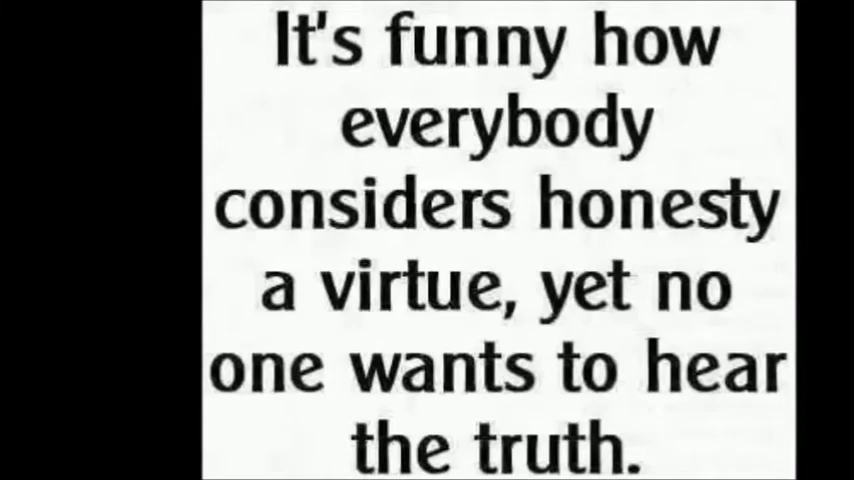 It's funny how
everybody
considers honesty
a virtue, yet no
one wants to hear
the truth.